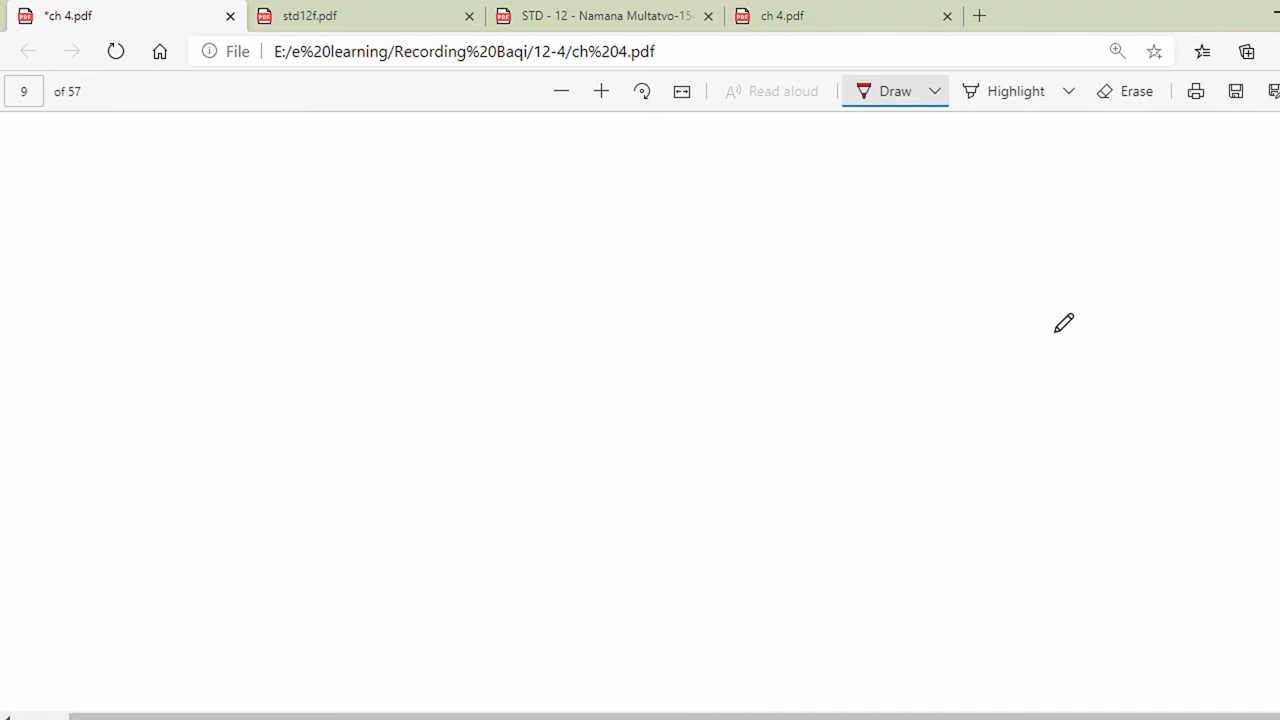 *ch 4.pdf
std12f.pdf
STD - 12 - Namana Multatvo-15
ch 4.pdf
File
E:/e%20learning/Recording%20Baqi/12-4/ch%204.pdf
9 of 57
Read aloud
Draw
Highlight
Erase